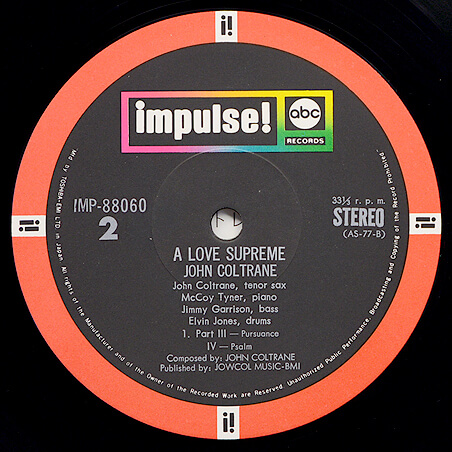 i!
impulse!
abc
RECORDS
Mfd by TOSHIBA-EMI LTD in Japan. All rights of the Manufacturer and of the Owner of the Recorded Work are Reserved. Unauthorized Public Performance Broadcasting and Copying of the Record Prohibited.
IMP-88060
2
33⅓ r.p.m.
STEREO
(AS-77-B)
i!
i!
A LOVE SUPREME
JOHN COLTRANE
John Coltrane, tenor sax
McCoy Tyner, piano
Jimmy Garrison, bass
Elvin Jones, drums
1. Part III — Pursuance
IV — Psalm
Composed by: JOHN COLTRANE
Published by: JOWCOL MUSIC-BMI
i!